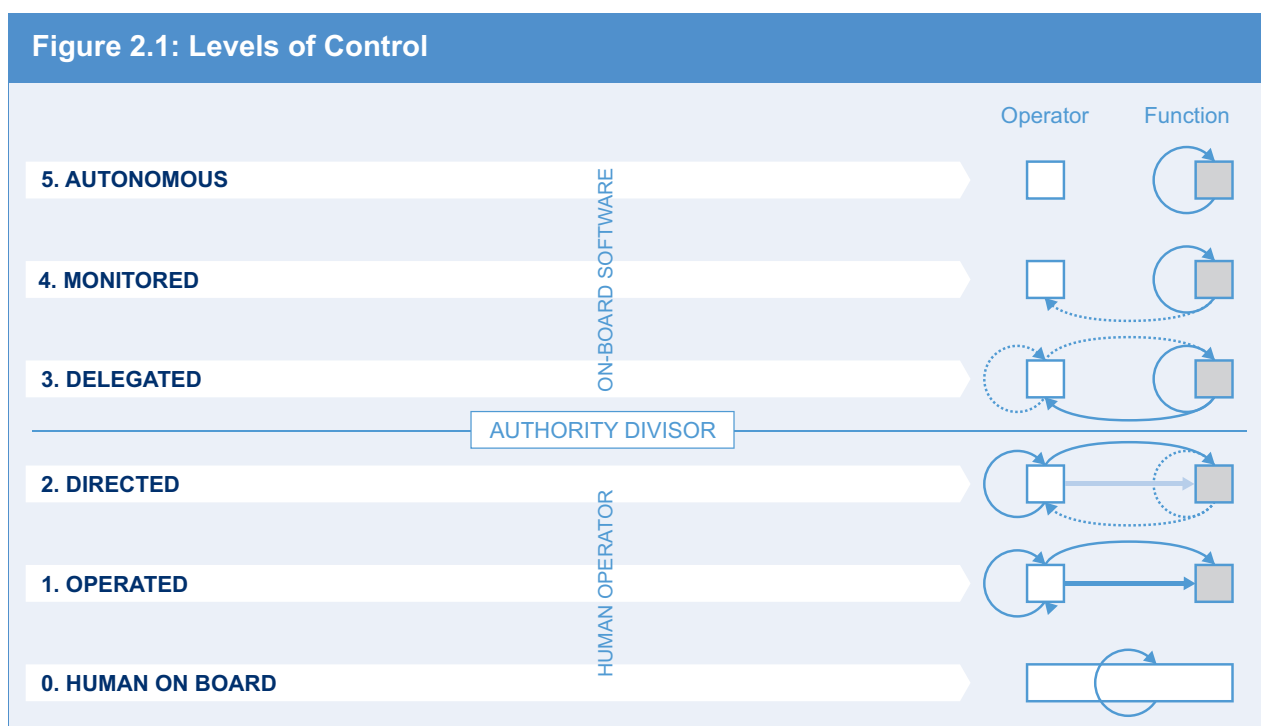 Figure 2.1: Levels of Control
Operator Function
5. AUTONOMOUS
4. MONITORED
3. DELEGATED
ON-BOARD SOFTWARE
AUTHORITY DIVISOR
2. DIRECTED
1. OPERATED
0. HUMAN ON BOARD
HUMAN OPERATOR